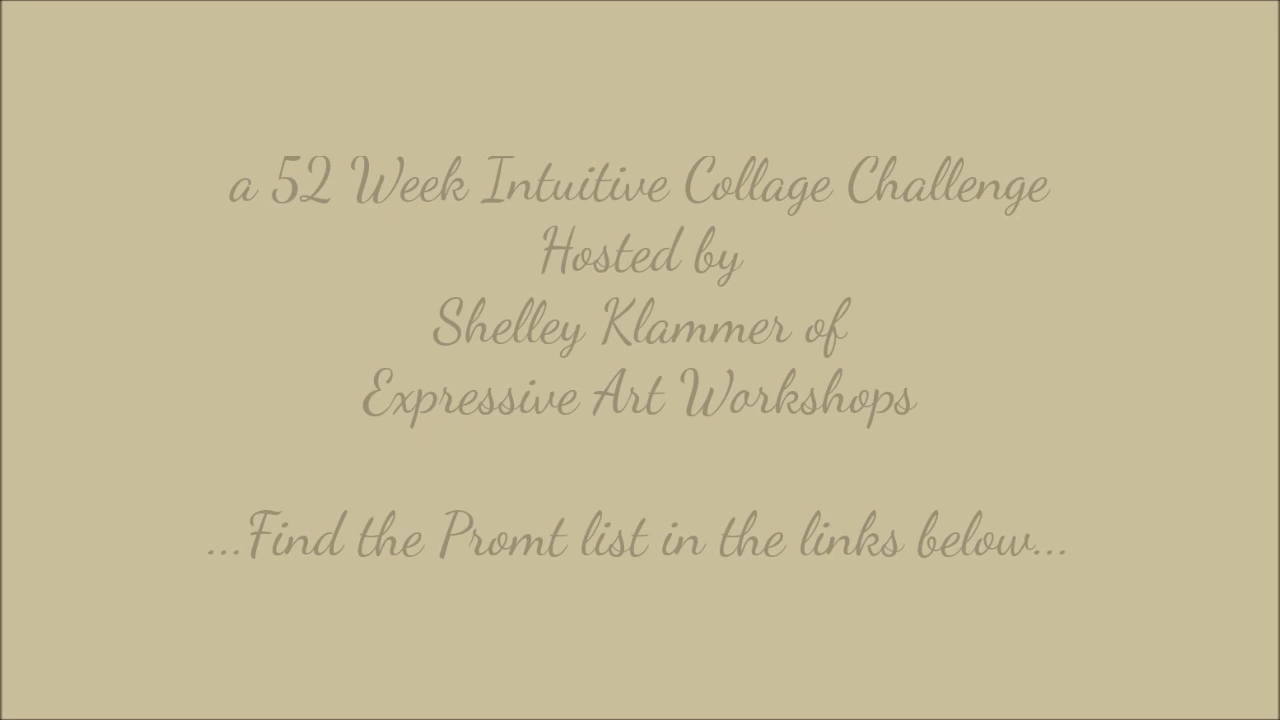 a 52 Week Intuitive Collage Challenge
Hosted by
Shelley Klammer of
Expressive Art Workshops
...Find the Promt list in the links below...